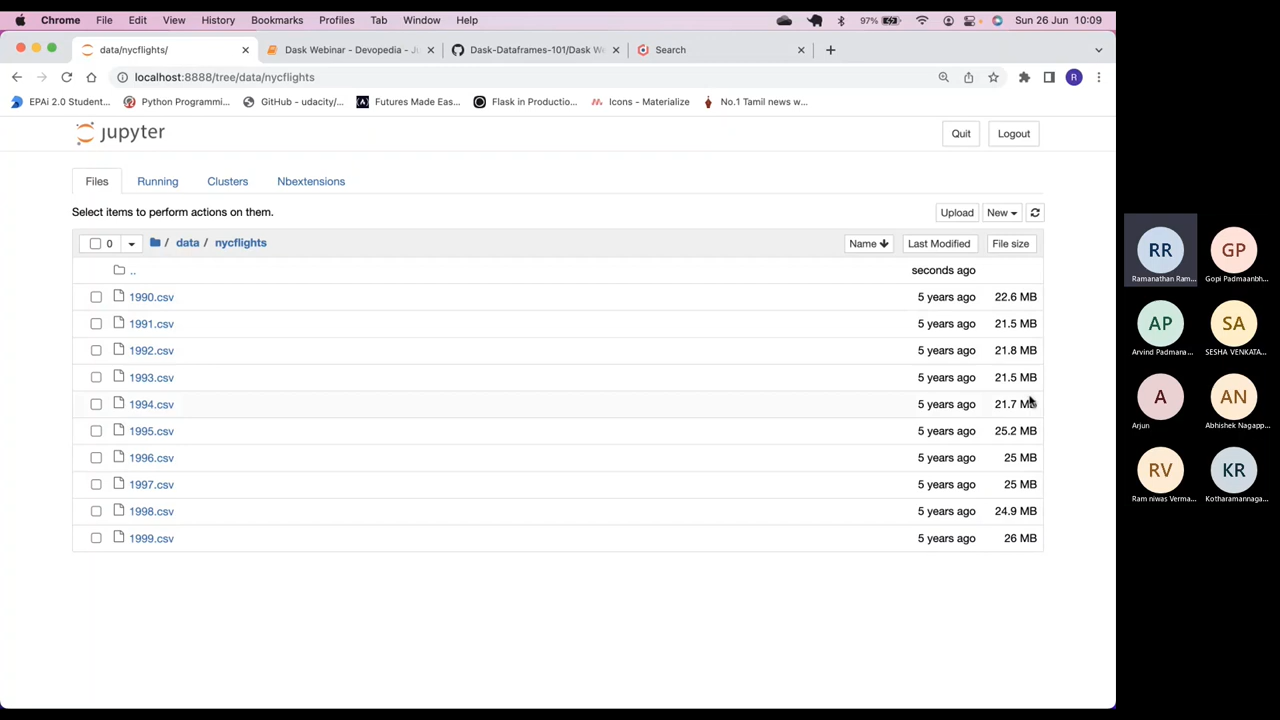 Chrome File Edit View History Bookmarks Profiles Tab Window Help 97% Sun 26 Jun 10:09
data/nycflights/ Dask Webinar - Devopedia - J Dask-Dataframes-101/Dask We Search
localhost:8888/tree/data/nycflights R
EPAi 2.0 Student... Python Programmi... GitHub - udacity/... Futures Made Eas... Flask in Productio... Icons - Materialize No.1 Tamil news w...
jupyter Quit Logout
Files Running Clusters Nbextensions
Select items to perform actions on them. Upload New
0 / data / nycflights Name Last Modified File size
.. seconds ago
1990.csv 5 years ago 22.6 MB
1991.csv 5 years ago 21.5 MB
1992.csv 5 years ago 21.8 MB
1993.csv 5 years ago 21.5 MB
1994.csv 5 years ago 21.7 MB
1995.csv 5 years ago 25.2 MB
1996.csv 5 years ago 25 MB
1997.csv 5 years ago 25 MB
1998.csv 5 years ago 24.9 MB
1999.csv 5 years ago 26 MB
RR GP
Ramanathan Ram... Gopi Padmaanbh...
AP SA
Arvind Padmana... SESHA VENKATA...
A AN
Arjun Abhishek Nagapp...
RV KR
Ram niwas Verma... Kotharamannaga...